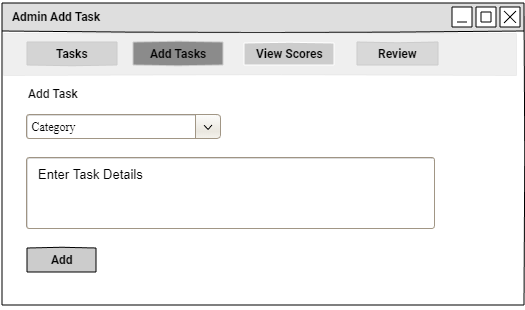 Admin Add Task
Tasks Add Tasks View Scores Review
Add Task
Category
Enter Task Details
Add